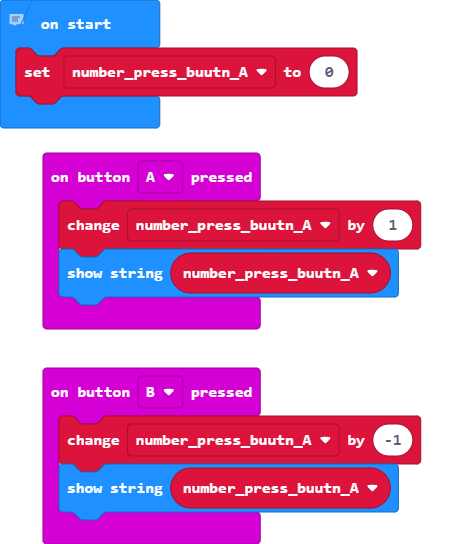 on start
set number_press_buutn_A to 0
on button A pressed
change number_press_buutn_A by 1
show string number_press_buutn_A
on button B pressed
change number_press_buutn_A by -1
show string number_press_buutn_A